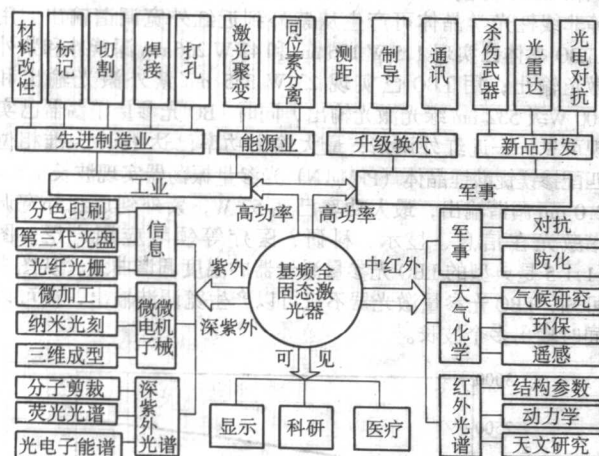 材料改性
标记
切割
焊接
打孔
激光聚变
同位素分离
测距
制导
通讯
杀伤武器
光雷达
光电对抗
先进制造业
能源业
升级换代
新品开发
工业
军事
高功率
高功率
分色印刷
第三代光盘
光纤光栅
信息
微加工
纳米光刻
三维成型
微电子
微机械
分子剪裁
荧光光谱
光电子能谱
深紫外光谱
紫外
深紫外
基频全
固态激
光器
中红外
可见
显示
科研
医疗
军事
对抗
防化
大气化学
气候研究
环保
遥感
红外光谱
结构参数
动力学
天文研究